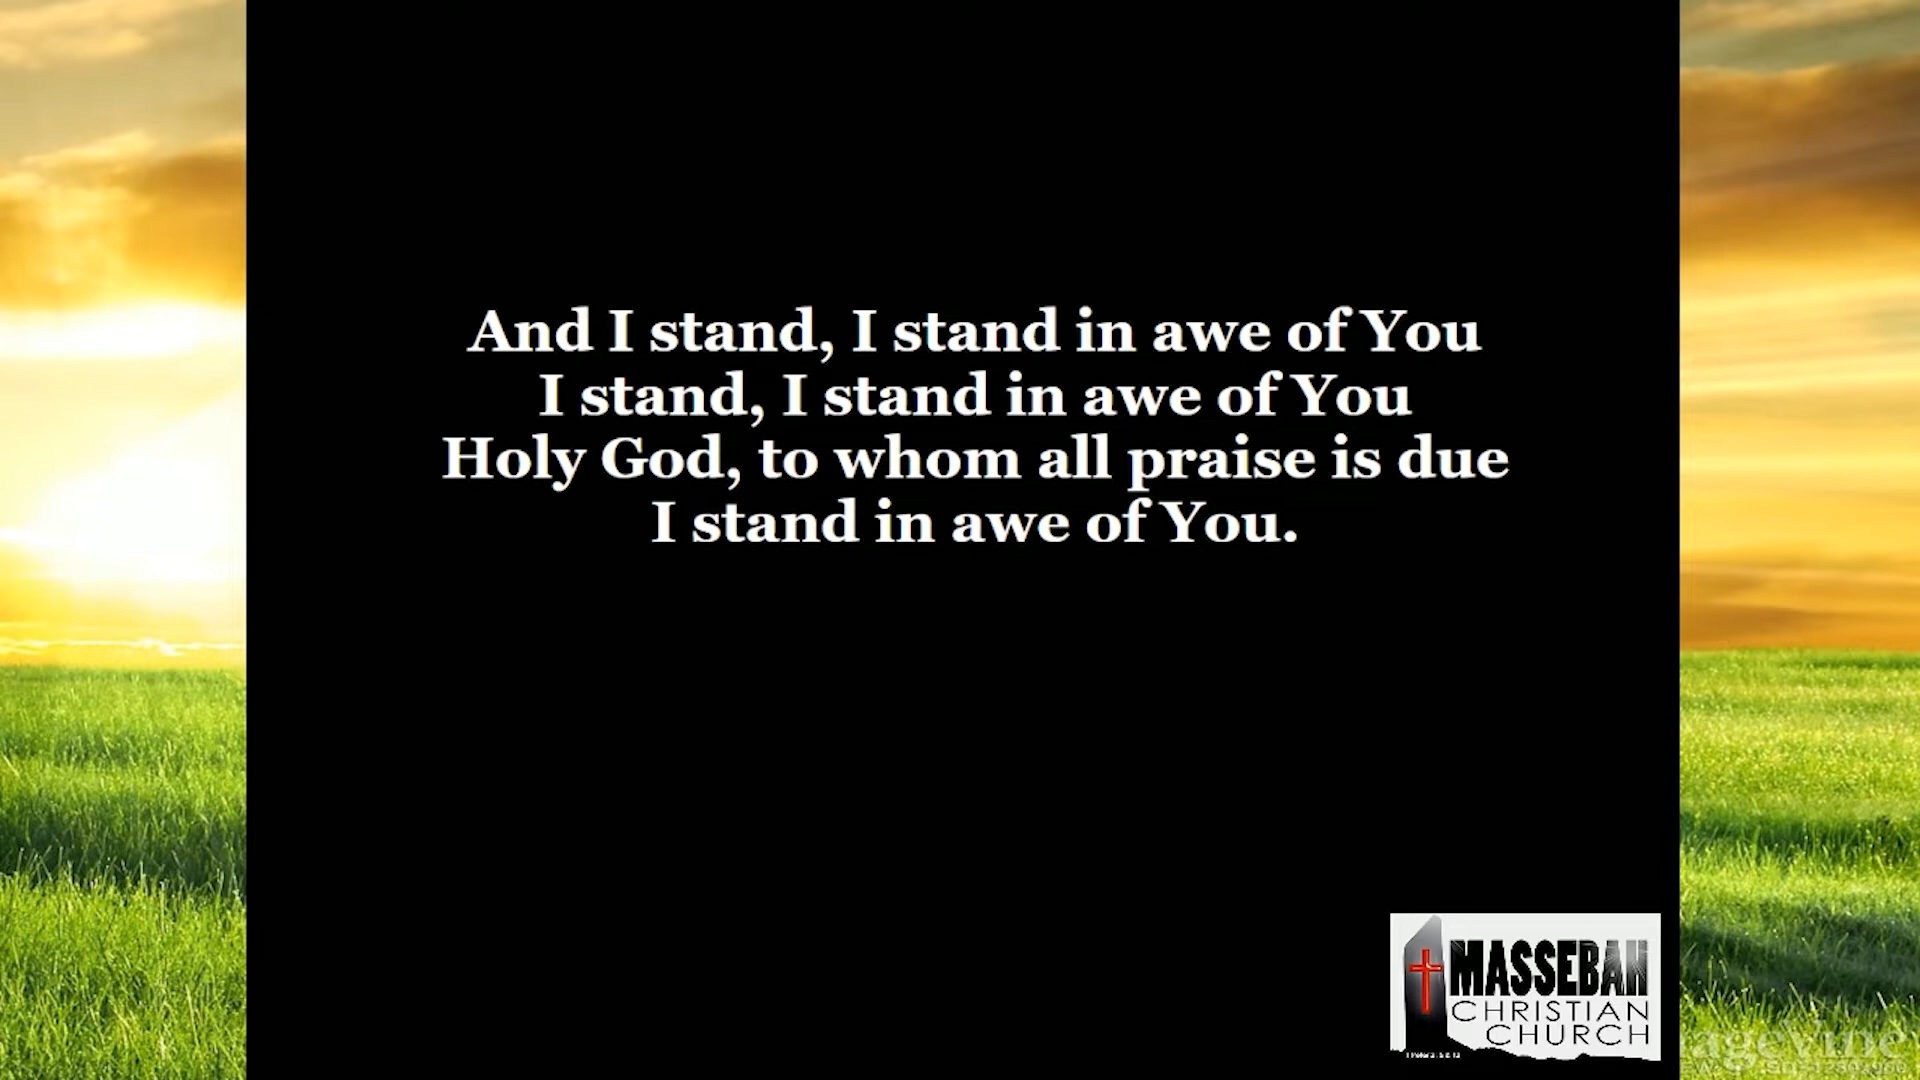 And I stand, I stand in awe of You
I stand, I stand in awe of You
Holy God, to whom all praise is due
I stand in awe of You.
MASSEBAH
CHRISTIAN
CHURCH